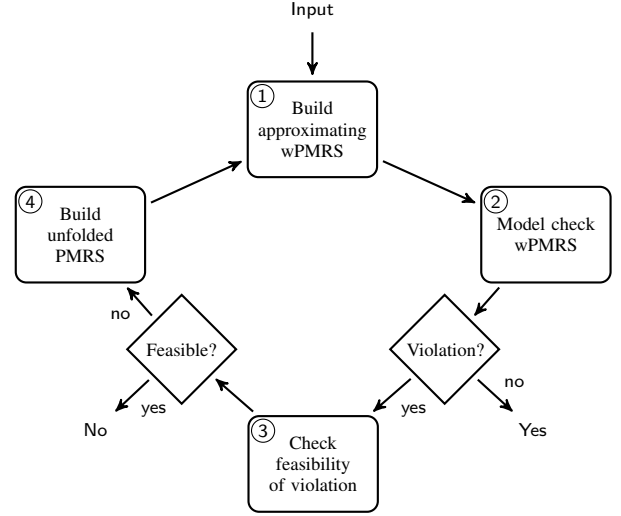 Input
1
Build
approximating
wPMRS
2
Model check
wPMRS
4
Build
unfolded
PMRS
no
Feasible?
yes
No
Violation?
no
yes
Yes
3
Check
feasibility
of violation